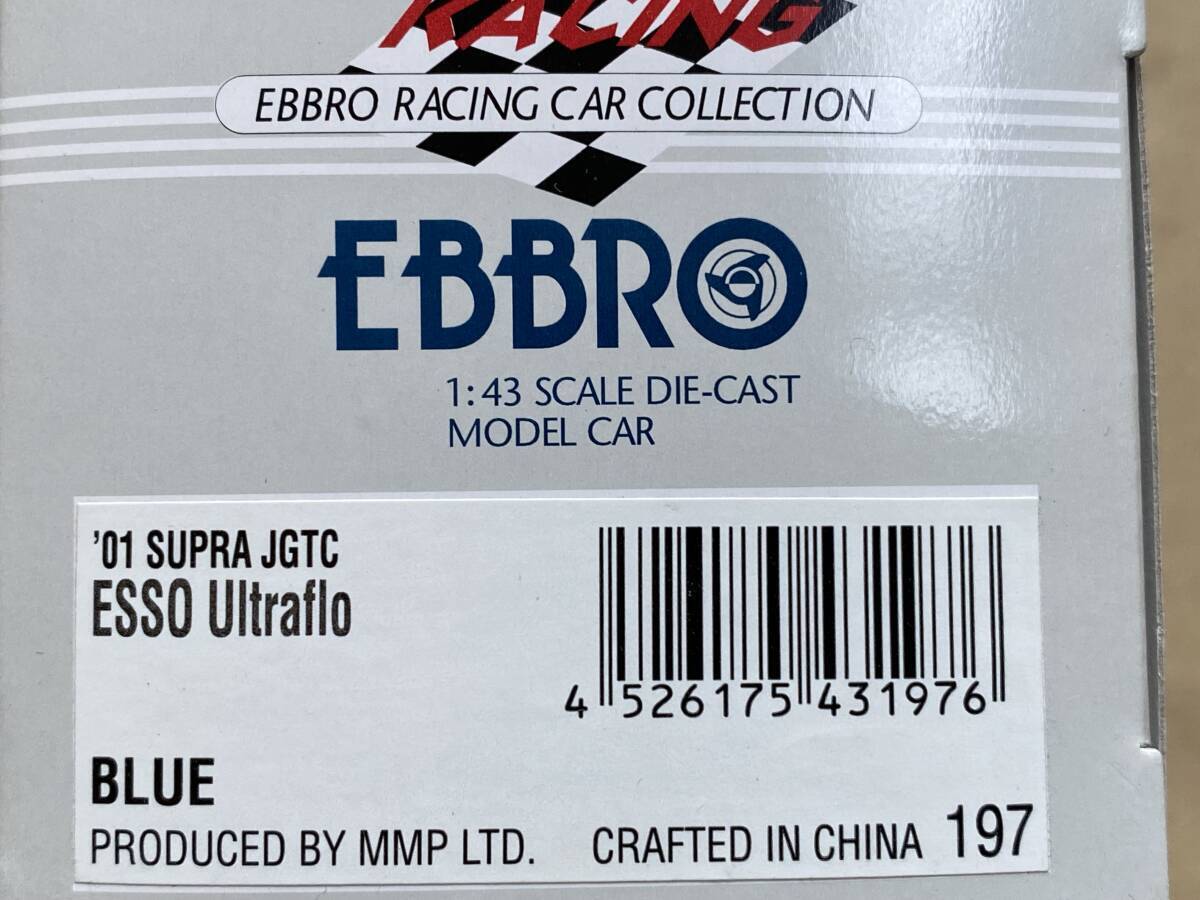 RACING
EBBRO RACING CAR COLLECTION
EBBRO
1:43 SCALE DIE-CAST
MODEL CAR
'01 SUPRA JGTC
ESSO Ultraflo
4 526175 431976
BLUE
PRODUCED BY MMP LTD. CRAFTED IN CHINA 197